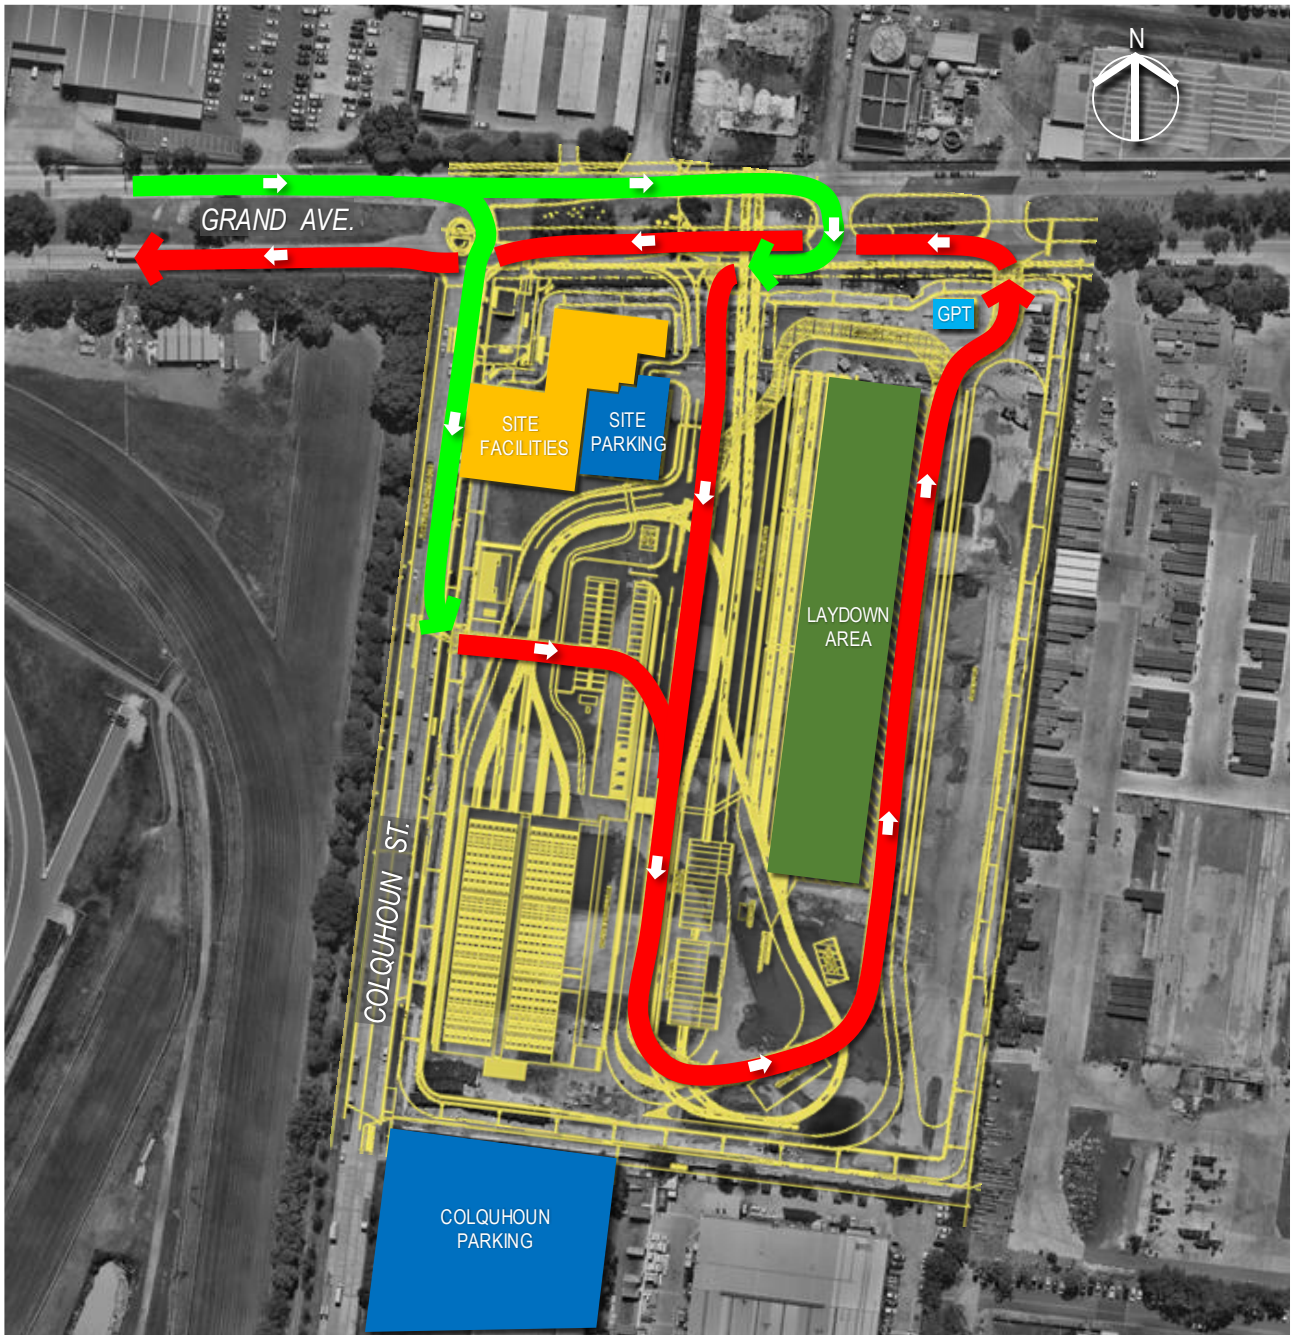 N
GRAND AVE.
GPT
SITE
FACILITIES
SITE
PARKING
LAYDOWN
AREA
COLQUHOUN ST.
COLQUHOUN
PARKING